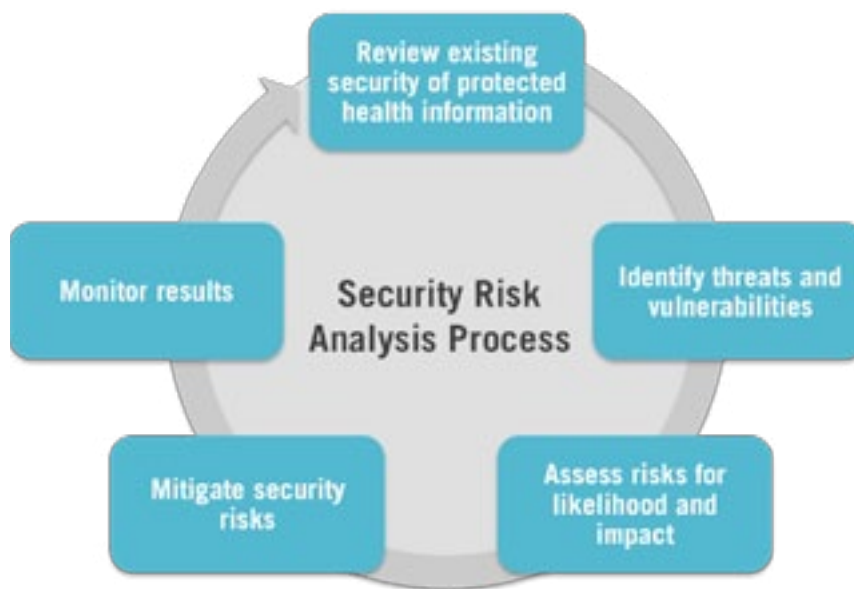 Review existing
security of protected
health information
Identify threats and
vulnerabilities
Assess risks for
likelihood and
impact
Mitigate security
risks
Monitor results
Security Risk
Analysis Process